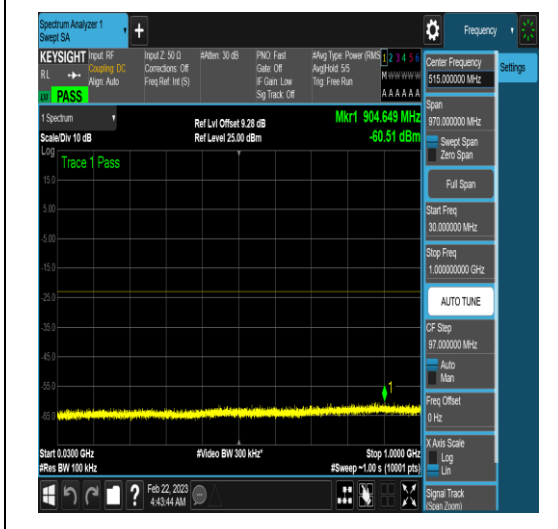 Spectrum Analyzer 1
Swept SA
+
Frequency
KEYSIGHT
RL
PASS
Input: RF
Coupling: DC
Align: Auto
Input Z: 50 Ω
Corrections: Off
Freq Ref: Int (S)
#Atten: 30 dB
PNO: Fast
Gate: Off
IF Gain: Low
Sig Track: Off
#Avg Type: Power (RMS
Avg|Hold: 5/5
Trig: Free Run
1 2 3 4 5 6
M W W W W W
A A A A A A
1 Spectrum
Scale/Div 10 dB
Log
Ref Lvl Offset 9.28 dB
Ref Level 25.00 dBm
Mkr1 904.649 MHz
-60.51 dBm
Trace 1 Pass
15.0
5.00
-5.00
-15.0
-25.0
-35.0
-45.0
-55.0
-65.0
1
Start 0.0300 GHz
#Res BW 100 kHz
#Video BW 300 kHz*
Stop 1.0000 GHz
#Sweep ~1.00 s (10001 pts)
?
Feb 22, 2023
4:43:44 AM
Center Frequency
515.000000 MHz
Settings
Span
970.000000 MHz
Swept Span
Zero Span
Full Span
Start Freq
30.000000 MHz
Stop Freq
1.000000000 GHz
AUTO TUNE
CF Step
97.000000 MHz
Auto
Man
Freq Offset
0 Hz
X Axis Scale
Log
Lin
Signal Track
(Span Zoom)